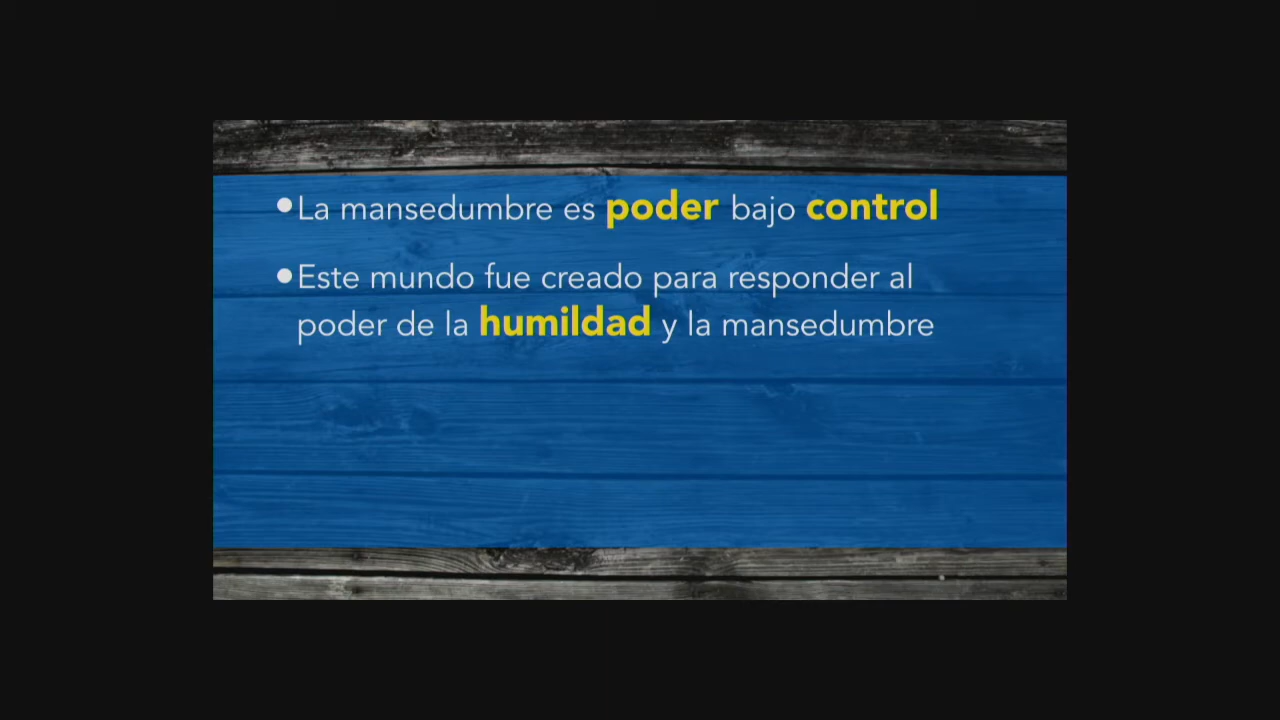 •La mansedumbre es poder bajo control
•Este mundo fue creado para responder al
poder de la humildad y la mansedumbre